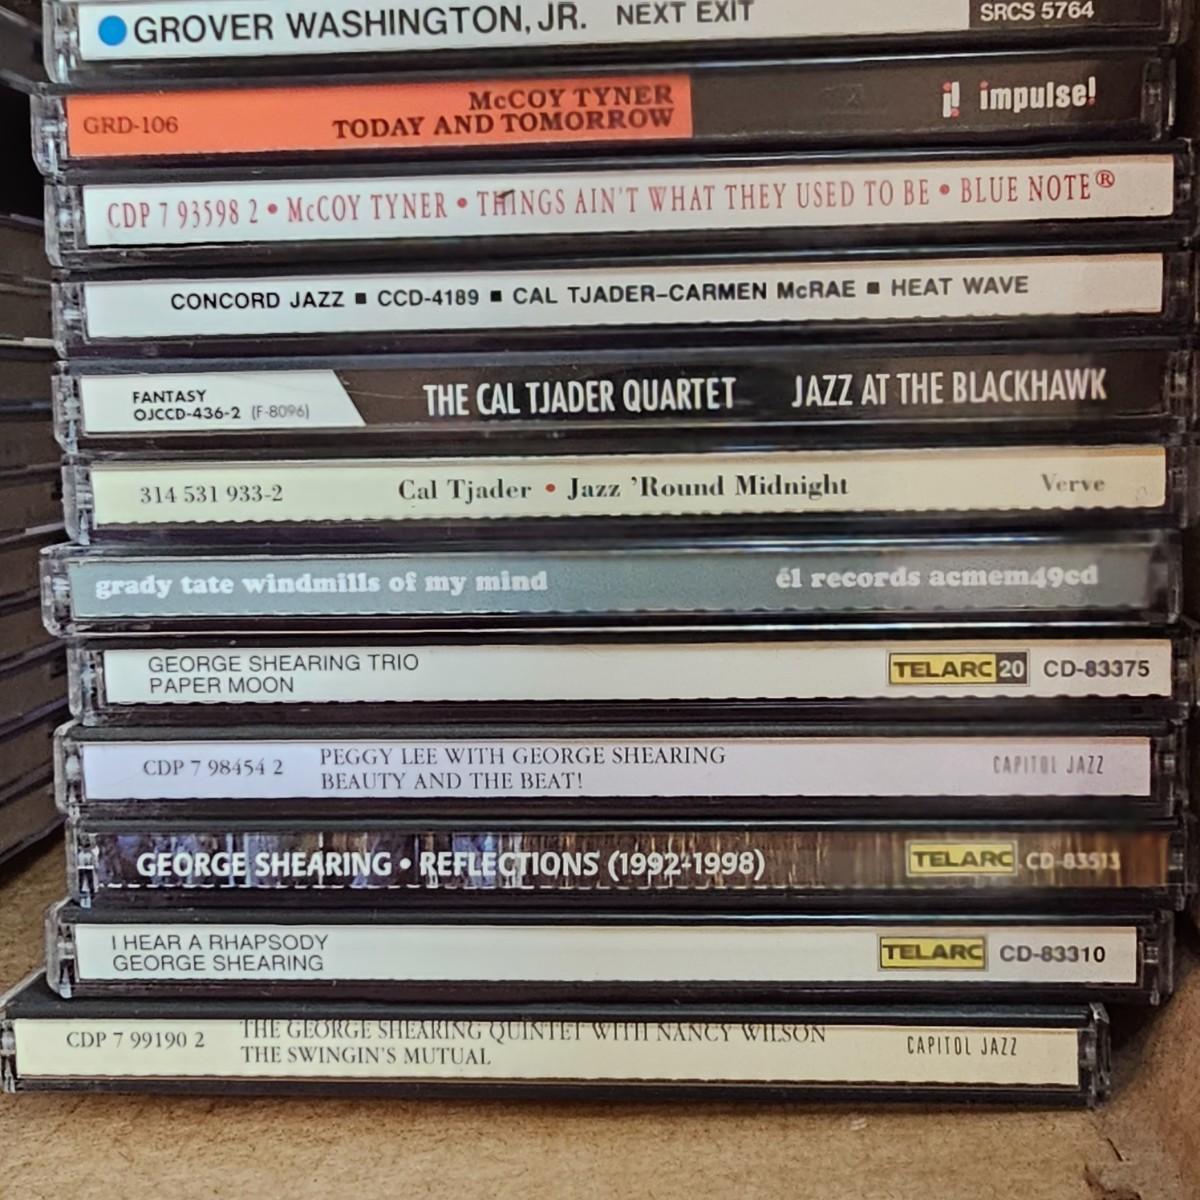 GROVER WASHINGTON, JR. NEXT EXIT SRCS 5764
GRD-106
McCOY TYNER
TODAY AND TOMORROW
impulse!
CDP 7 93598 2 • McCOY TYNER • THINGS AIN'T WHAT THEY USED TO BE • BLUE NOTE®
CONCORD JAZZ ■ CCD-4189 ■ CAL TJADER–CARMEN McRAE ■ HEAT WAVE
FANTASY
OJCCD-436-2 (F-8096)
THE CAL TJADER QUARTET JAZZ AT THE BLACKHAWK
314 531 933-2 Cal Tjader • Jazz 'Round Midnight Verve
grady tate windmills of my mind él records acmem49cd
GEORGE SHEARING TRIO
PAPER MOON
TELARC 20 CD-83375
CDP 7 98454 2
PEGGY LEE WITH GEORGE SHEARING
BEAUTY AND THE BEAT!
CAPITOL JAZZ
GEORGE SHEARING • REFLECTIONS (1992-1998) TELARC CD-83513
I HEAR A RHAPSODY
GEORGE SHEARING
TELARC CD-83310
CDP 7 99190 2
THE GEORGE SHEARING QUINTET WITH NANCY WILSON
THE SWINGIN'S MUTUAL
CAPITOL JAZZ